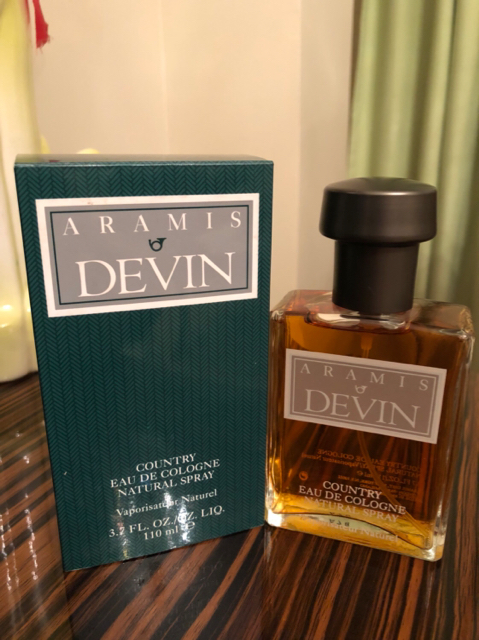 ARAMIS
DEVIN
COUNTRY
EAU DE COLOGNE
NATURAL SPRAY
Vaporisateur Naturel
3.7 FL. OZ./OZ. LIQ.
110 ml e
ARAMIS
DEVIN
COUNTRY
EAU DE COLOGNE
NATURAL SPRAY
Naturel